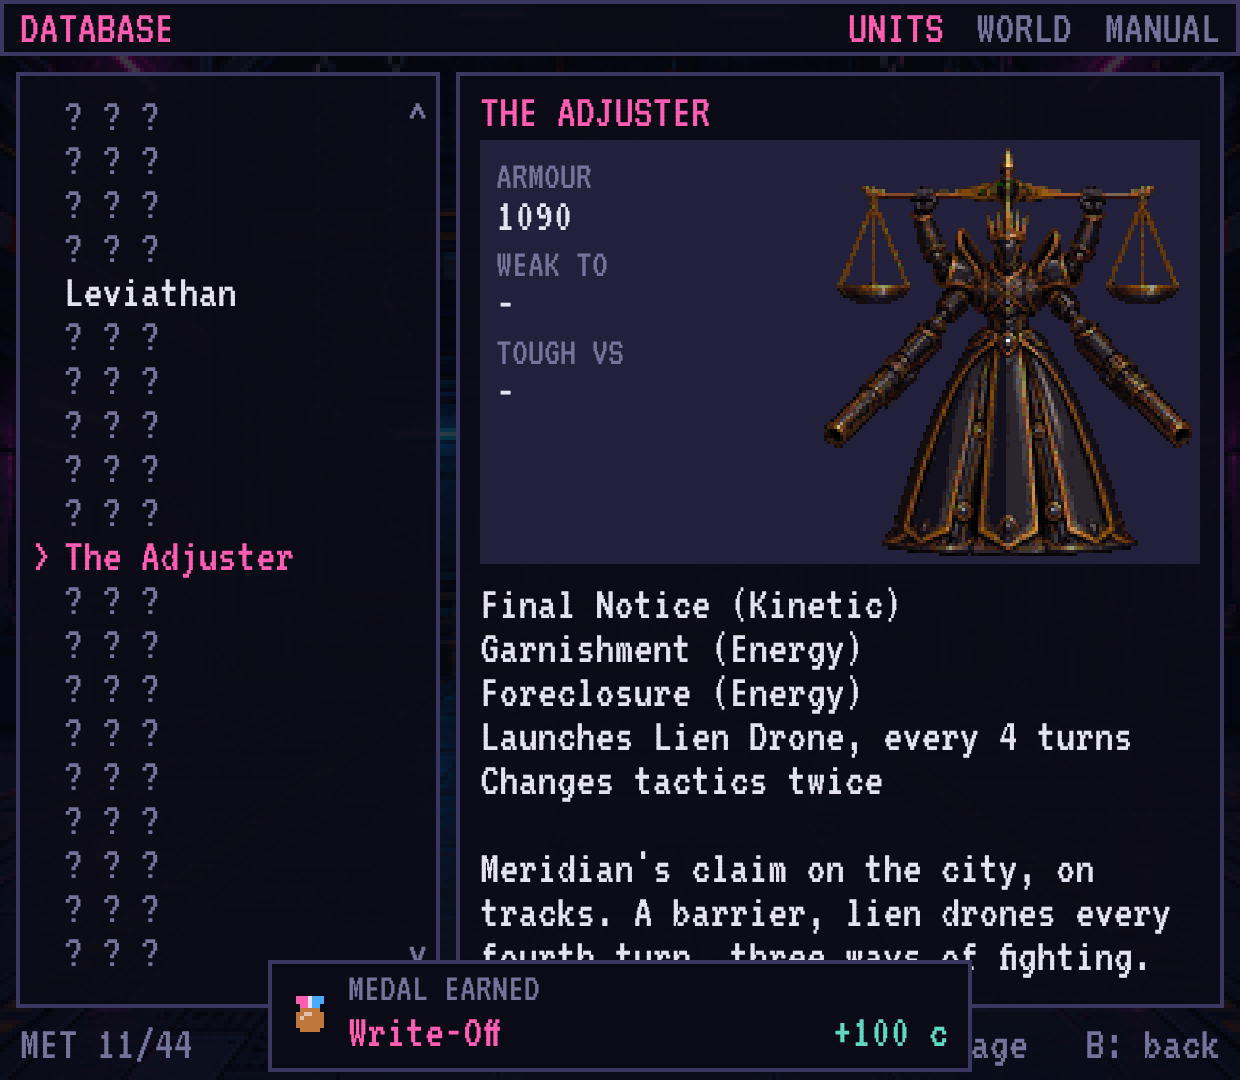 DATABASE
UNITS WORLD MANUAL
? ? ?
? ? ?
? ? ?
? ? ?
Leviathan
? ? ?
? ? ?
? ? ?
? ? ?
? ? ?
> The Adjuster
? ? ?
? ? ?
? ? ?
? ? ?
? ? ?
? ? ?
? ? ?
? ? ?
? ? ?
THE ADJUSTER
ARMOUR
1090
WEAK TO
-
TOUGH VS
-
Final Notice (Kinetic)
Garnishment (Energy)
Foreclosure (Energy)
Launches Lien Drone, every 4 turns
Changes tactics twice
Meridian's claim on the city, on
tracks. A barrier, lien drones every
fourth turn, three ways of fighting.
MEDAL EARNED
Write-Off +100 c
MET 11/44
B: back